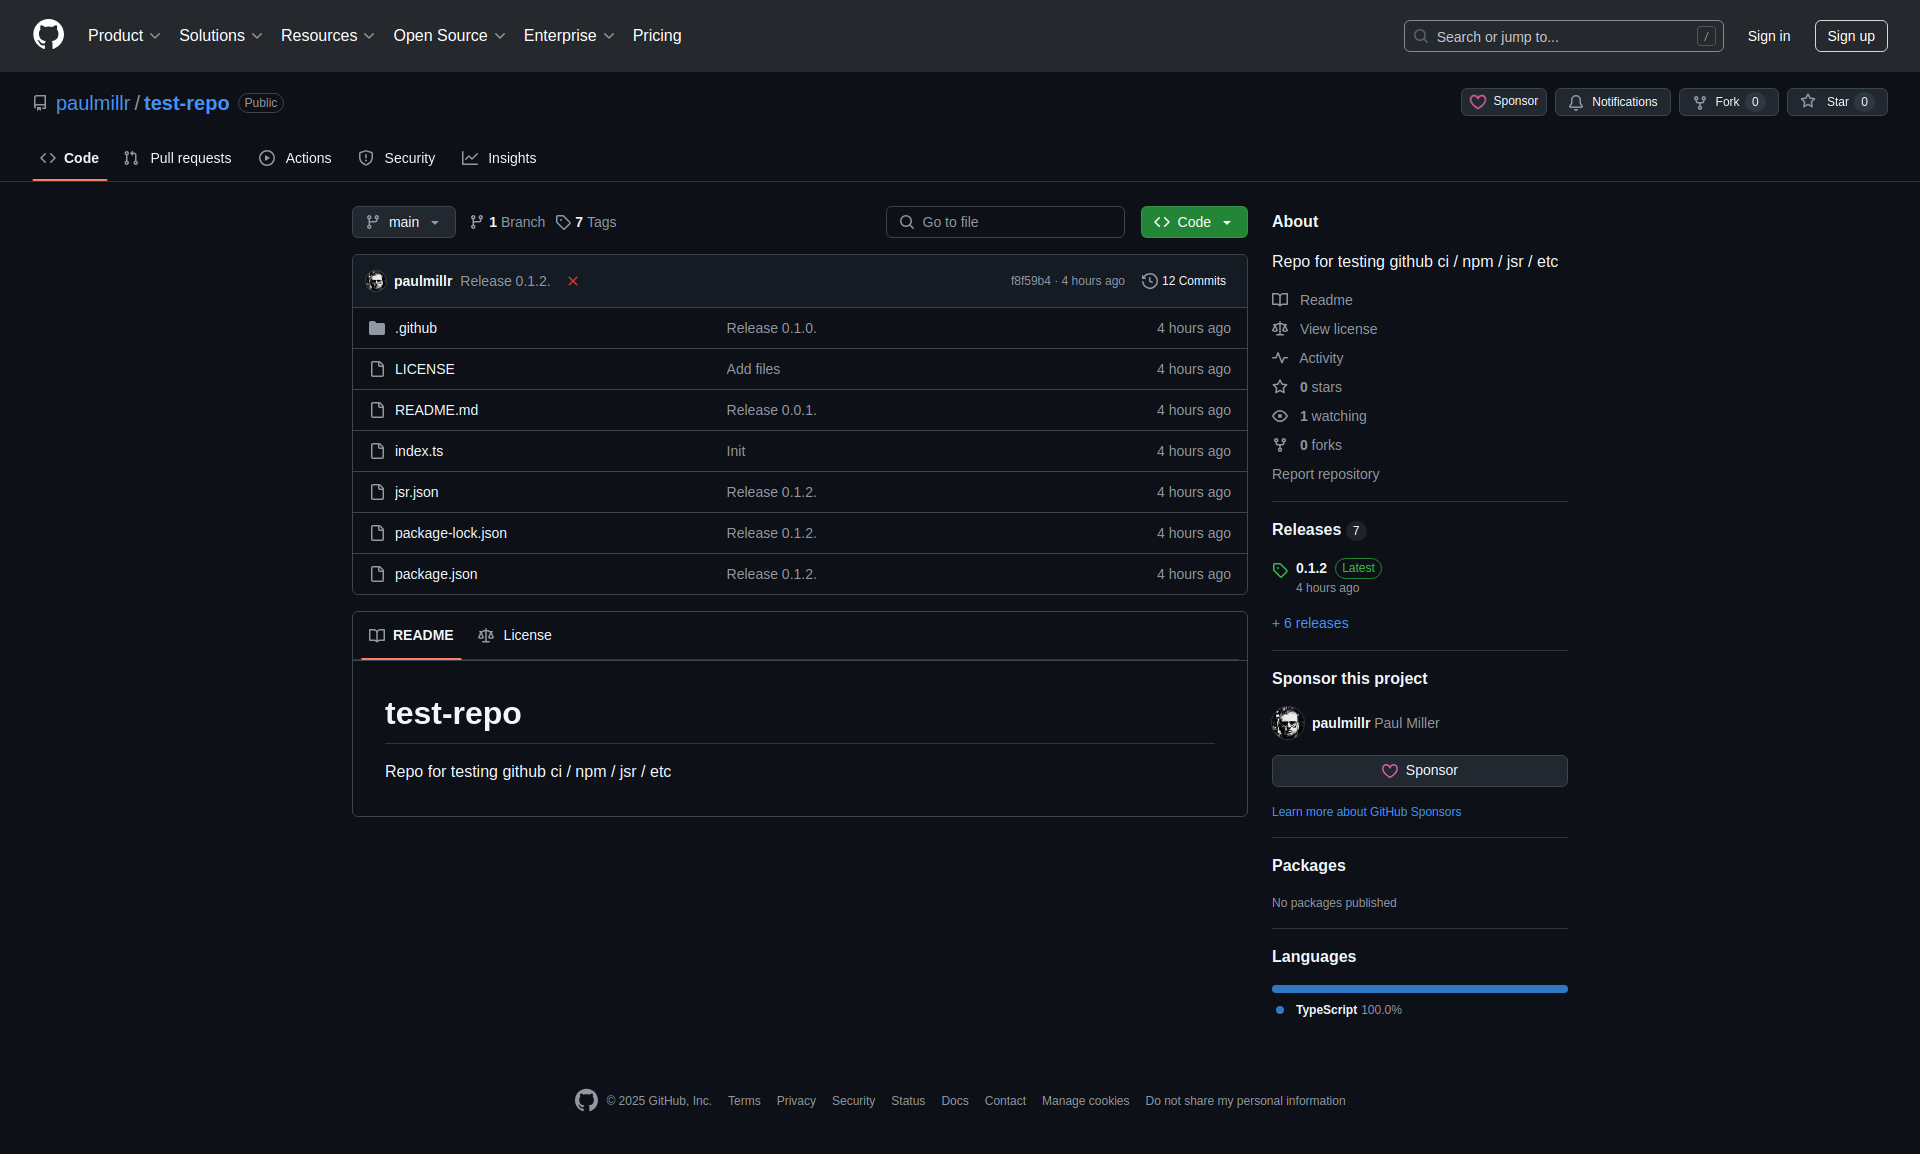 Product Solutions Resources Open Source Enterprise Pricing Search or jump to... / Sign in Sign up
paulmillr / test-repo Public Sponsor Notifications Fork 0 Star 0
Code Pull requests Actions Security Insights
main 1 Branch 7 Tags Go to file Code
paulmillr Release 0.1.2. f8f59b4 · 4 hours ago 12 Commits
.github Release 0.1.0. 4 hours ago
LICENSE Add files 4 hours ago
README.md Release 0.0.1. 4 hours ago
index.ts Init 4 hours ago
jsr.json Release 0.1.2. 4 hours ago
package-lock.json Release 0.1.2. 4 hours ago
package.json Release 0.1.2. 4 hours ago
README License
test-repo
Repo for testing github ci / npm / jsr / etc
About
Repo for testing github ci / npm / jsr / etc
Readme
View license
Activity
0 stars
1 watching
0 forks
Report repository
Releases 7
0.1.2 Latest
4 hours ago
+ 6 releases
Sponsor this project
paulmillr Paul Miller
Sponsor
Learn more about GitHub Sponsors
Packages
No packages published
Languages
TypeScript 100.0%
© 2025 GitHub, Inc. Terms Privacy Security Status Docs Contact Manage cookies Do not share my personal information